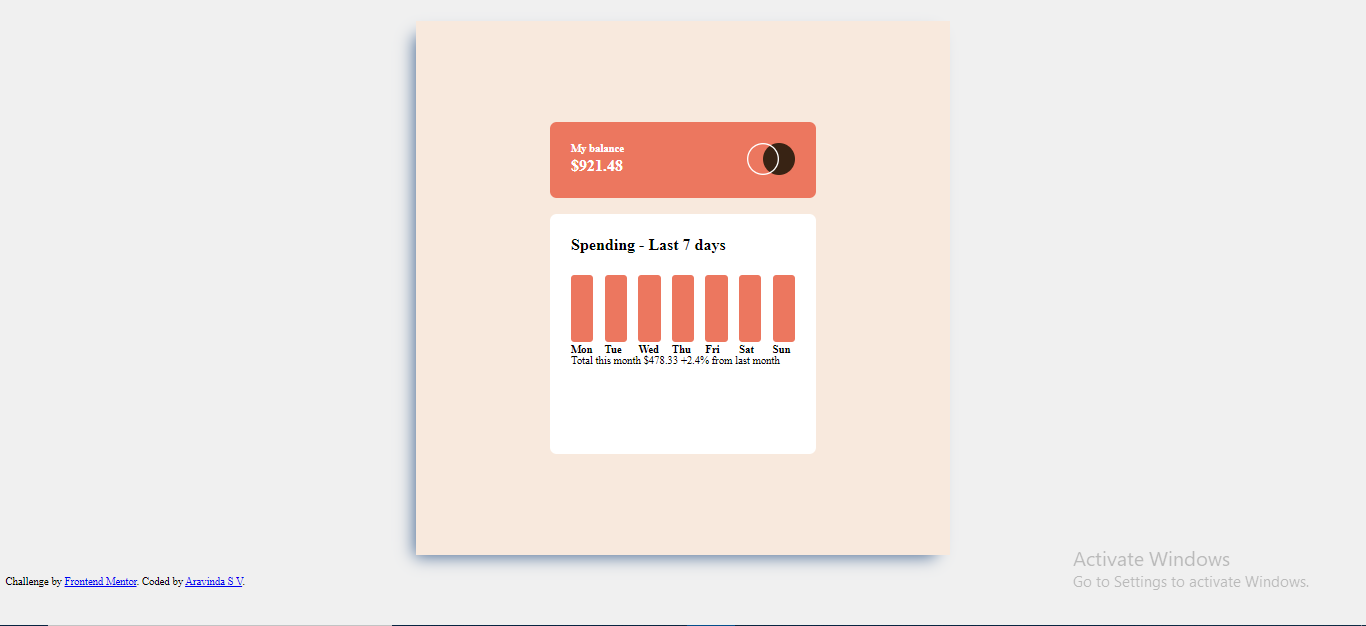 My balance
$921.48
Spending - Last 7 days
Mon Tue Wed Thu Fri Sat Sun
Total this month $478.33 +2.4% from last month
Activate Windows
Go to Settings to activate Windows.
Challenge by Frontend Mentor. Coded by Aravinda S V.